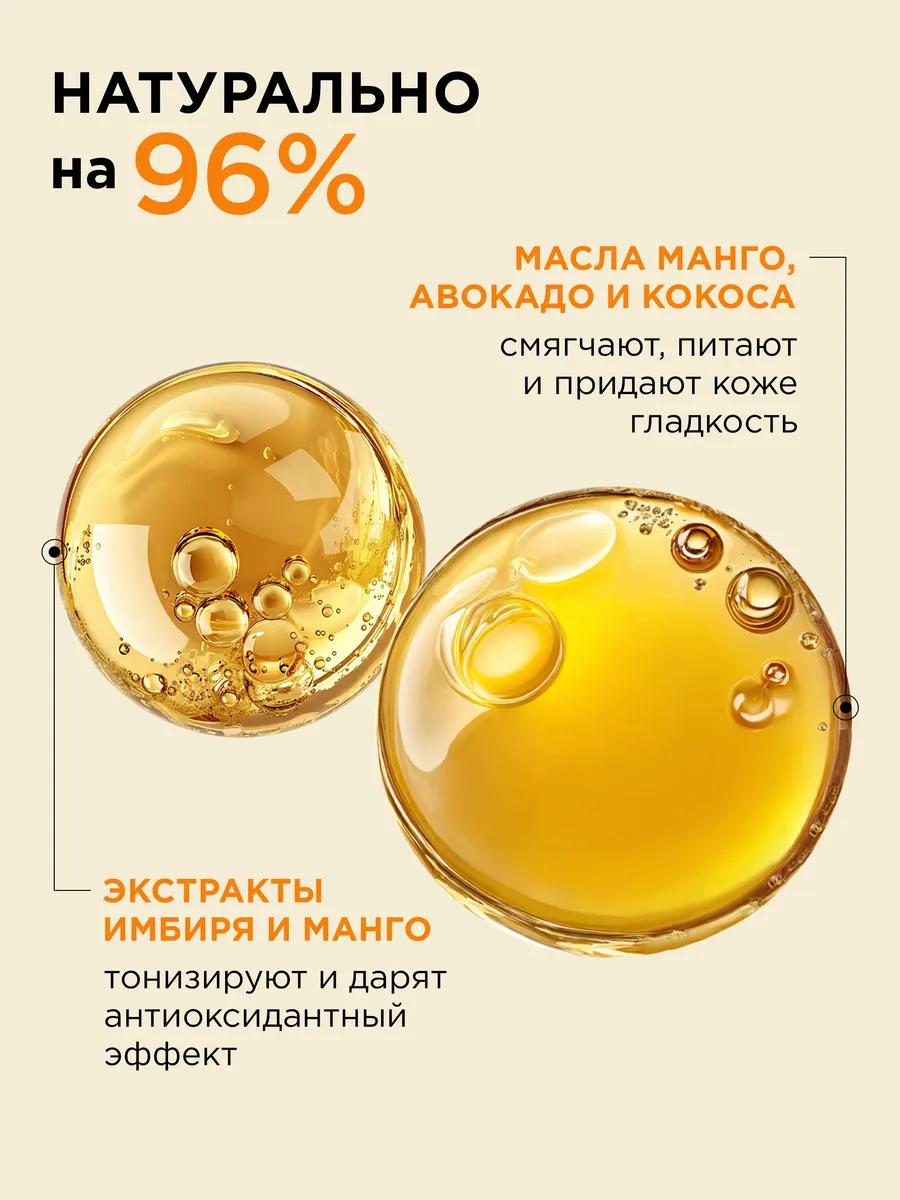 НАТУРАЛЬНО
на 96%
МАСЛА МАНГО,
АВОКАДО И КОКОСА
смягчают, питают
и придают коже
гладкость
ЭКСТРАКТЫ
ИМБИРЯ И МАНГО
тонизируют и дарят
антиоксидантный
эффект